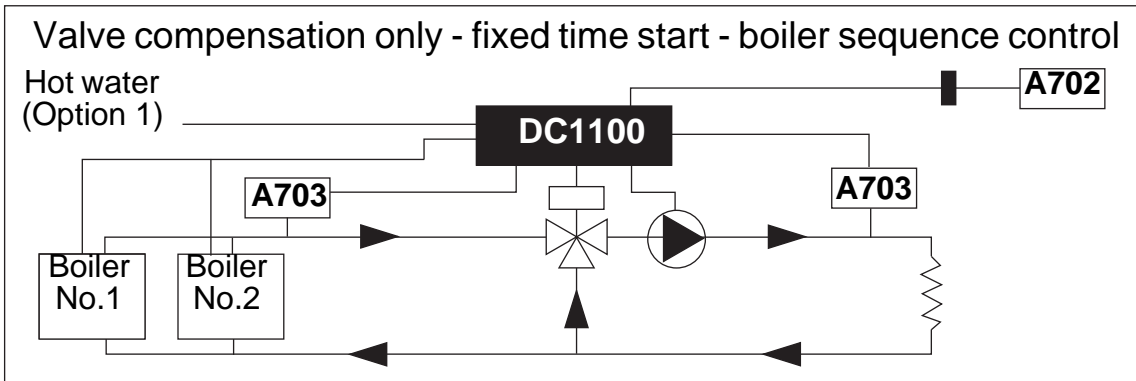 Valve compensation only - fixed time start - boiler sequence control
Hot water
(Option 1)
A702
DC1100
A703
A703
Boiler
No.1
Boiler
No.2